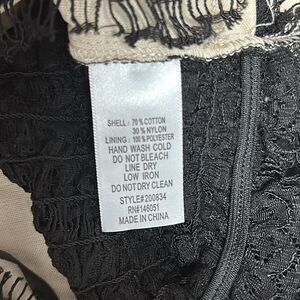 SHELL: 70% COTTON
30% NYLON
LINING: 100% POLYESTER
HAND WASH COLD
DO NOT BLEACH
LINE DRY
LOW IRON
DO NOT DRY CLEAN
STYLE#200834
RN#146051
MADE IN CHINA